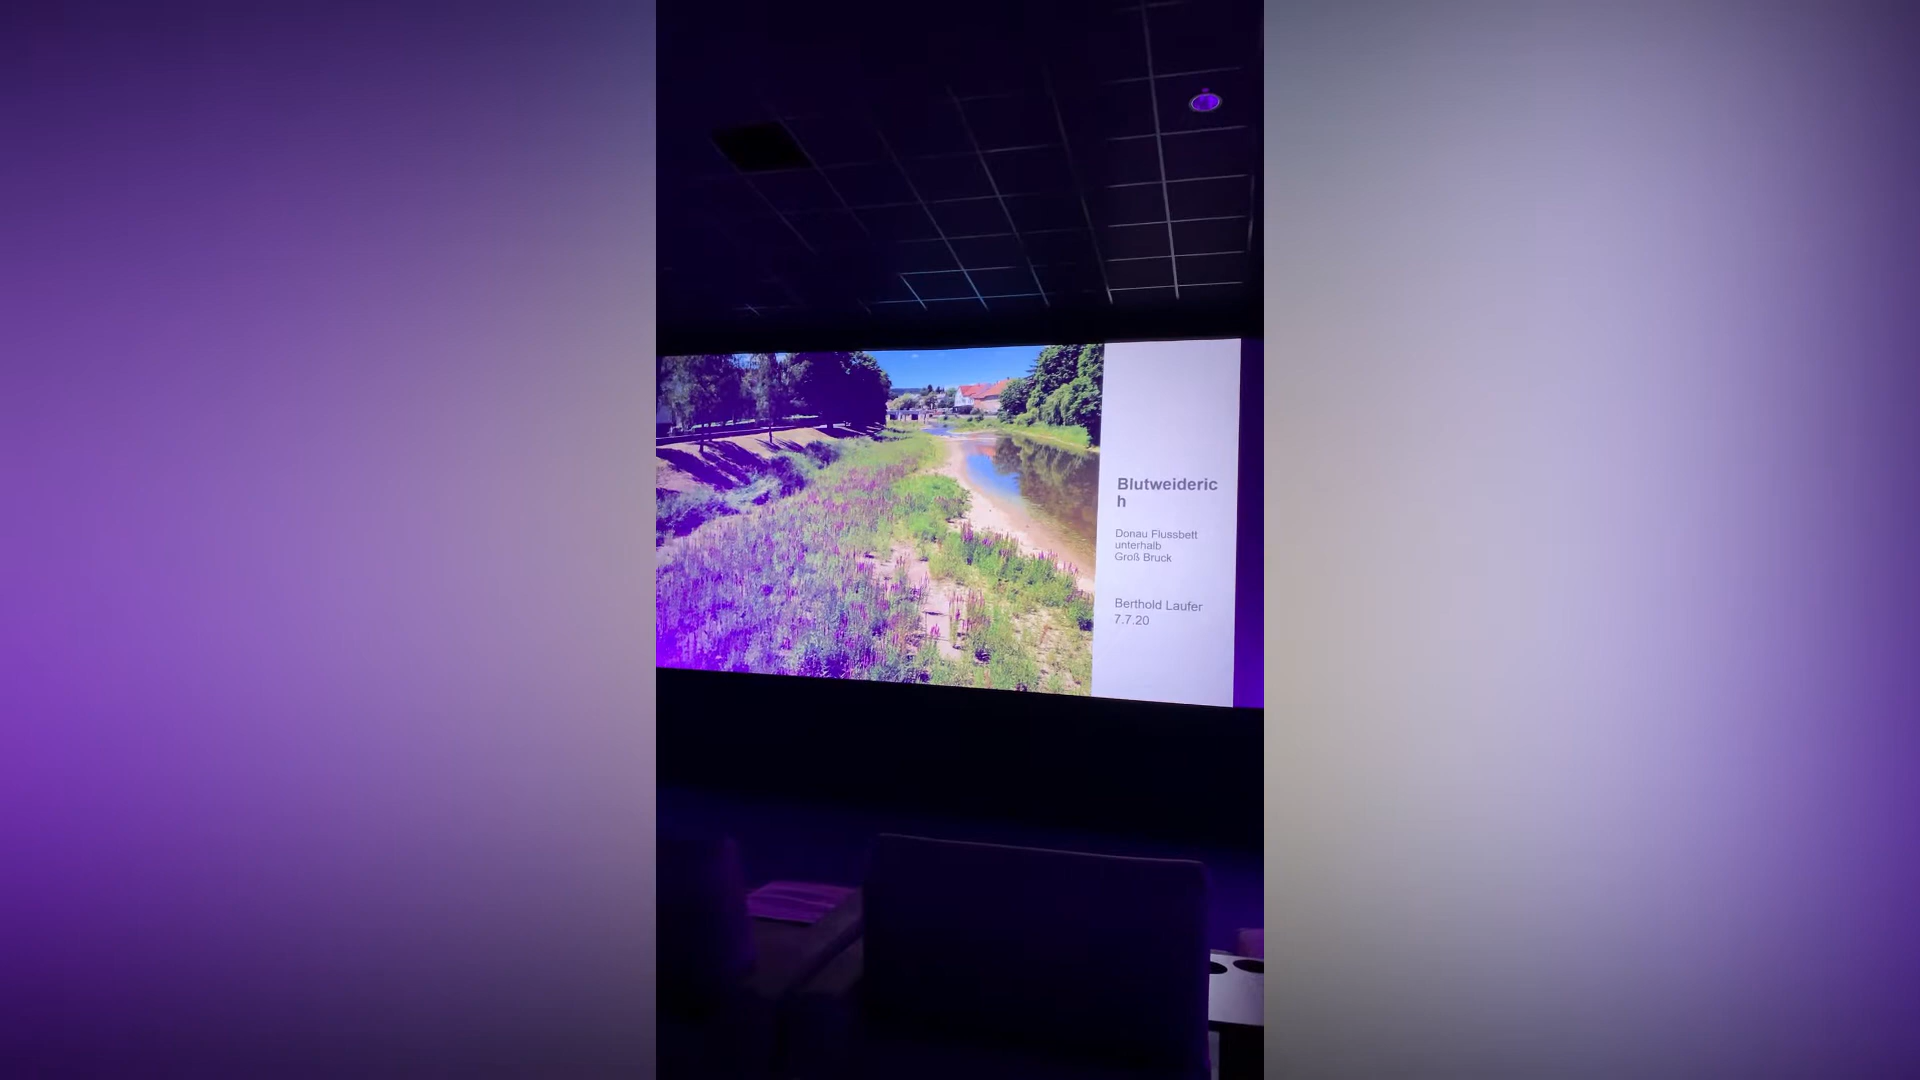 Blutweideric
h
Donau Flussbett
unterhalb
Groß Bruck
Berthold Laufer
7.7.20